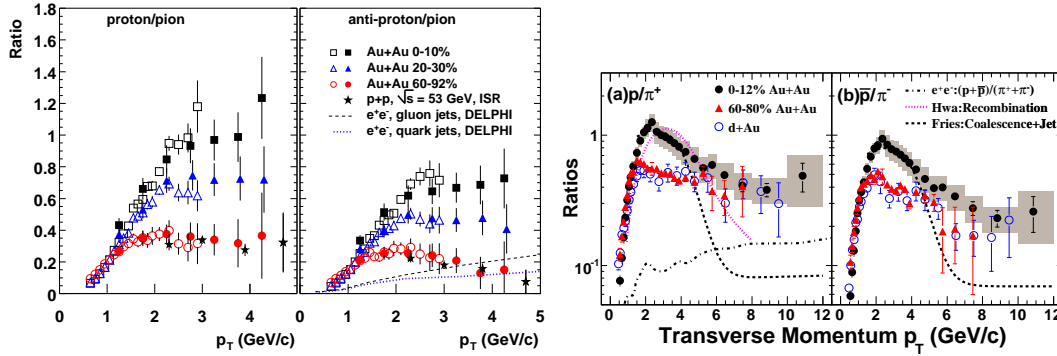 proton/pion
anti-proton/pion
Ratio
1.8
1.6
1.4
1.2
1
0.8
0.6
0.4
0.2
0
Au+Au 0-10%
Au+Au 20-30%
Au+Au 60-92%
p+p, √s = 53 GeV, ISR
e+e-, gluon jets, DELPHI
e+e-, quark jets, DELPHI
0 1 2 3 4 0 1 2 3 4 5
pT (GeV/c) pT (GeV/c)
(a)p/π+
0-12% Au+Au
60-80% Au+Au
d+Au
(b)p̅/π-
e+e-:(p+p̅)/(π++π-)
Hwa:Recombination
Fries:Coalescence+Jet
Ratios
1
10-1
0 2 4 6 8 10 12 0 2 4 6 8 10 12
Transverse Momentum pT (GeV/c)